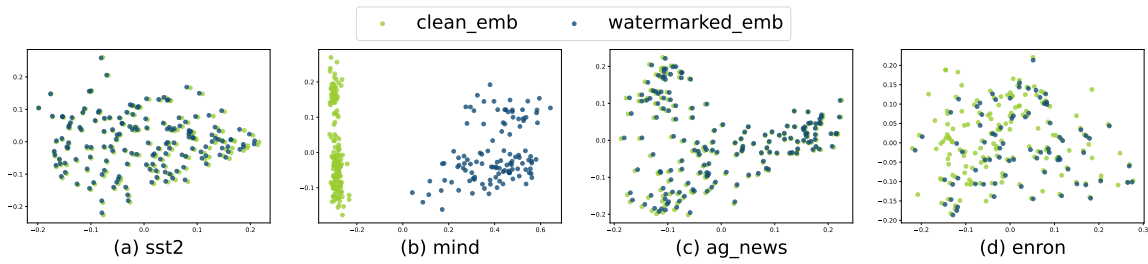 clean_emb watermarked_emb
0.2
0.1
0.0
−0.1
−0.2
−0.2 −0.1 0.0 0.1 0.2
(a) sst2
0.2
0.1
0.0
−0.1
−0.2 0.0 0.2 0.4 0.6
(b) mind
0.2
0.1
0.0
−0.1
−0.2
−0.2 −0.1 0.0 0.1 0.2
(c) ag_news
0.20
0.15
0.10
0.05
0.00
−0.05
−0.10
−0.15
−0.20
−0.2 −0.1 0.0 0.1 0.2 0.3
(d) enron